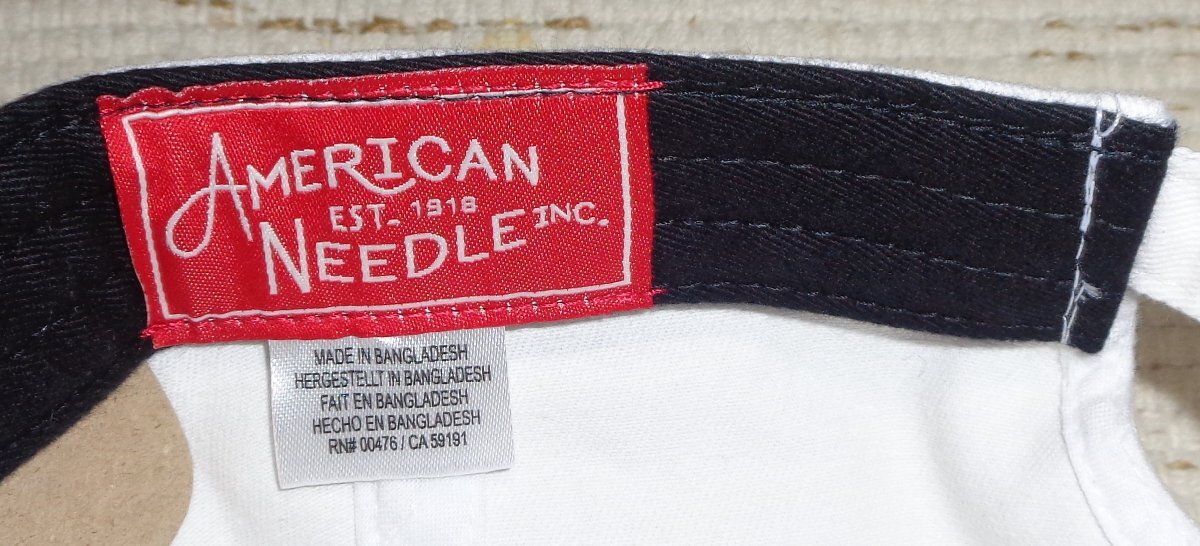 AMERICAN
EST. 1918
NEEDLE INC.
MADE IN BANGLADESH
HERGESTELLT IN BANGLADESH
FAIT EN BANGLADESH
HECHO EN BANGLADESH
RN# 00476 / CA 59191